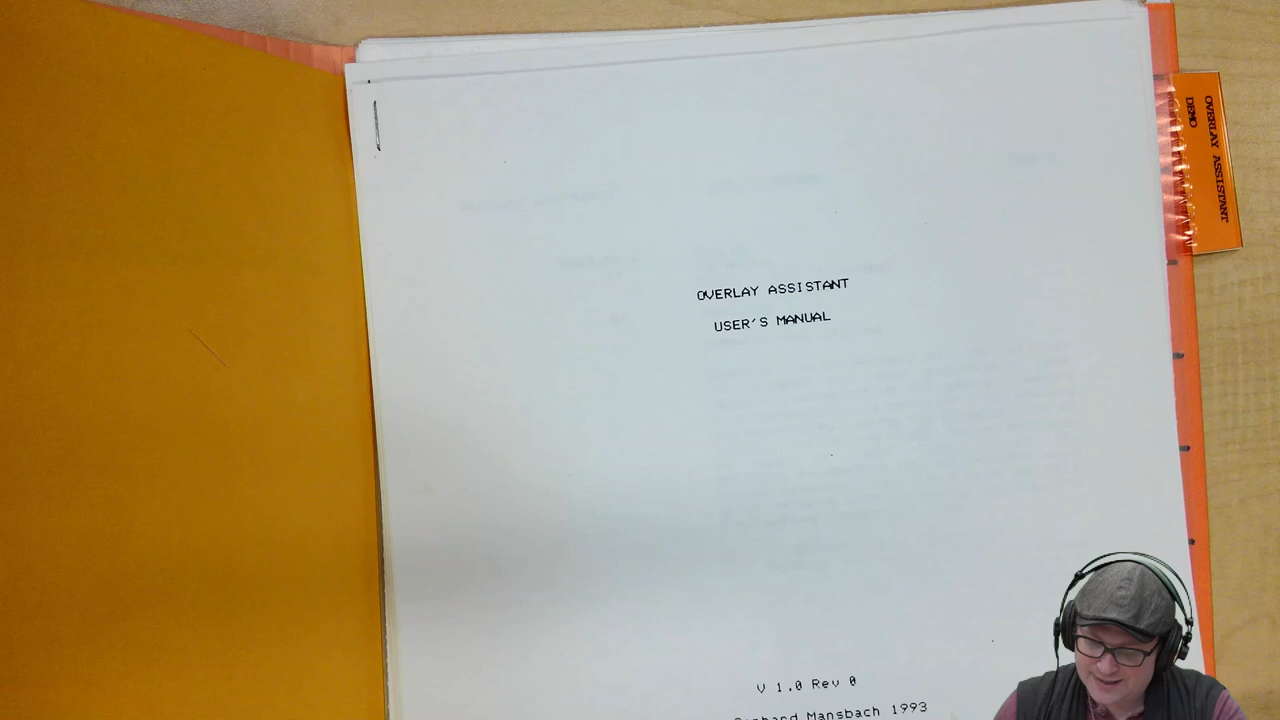 OVERLAY ASSISTANT
DEMO
OVERLAY ASSISTANT
USER'S MANUAL
V 1.0 Rev 0
Mansbach 1993